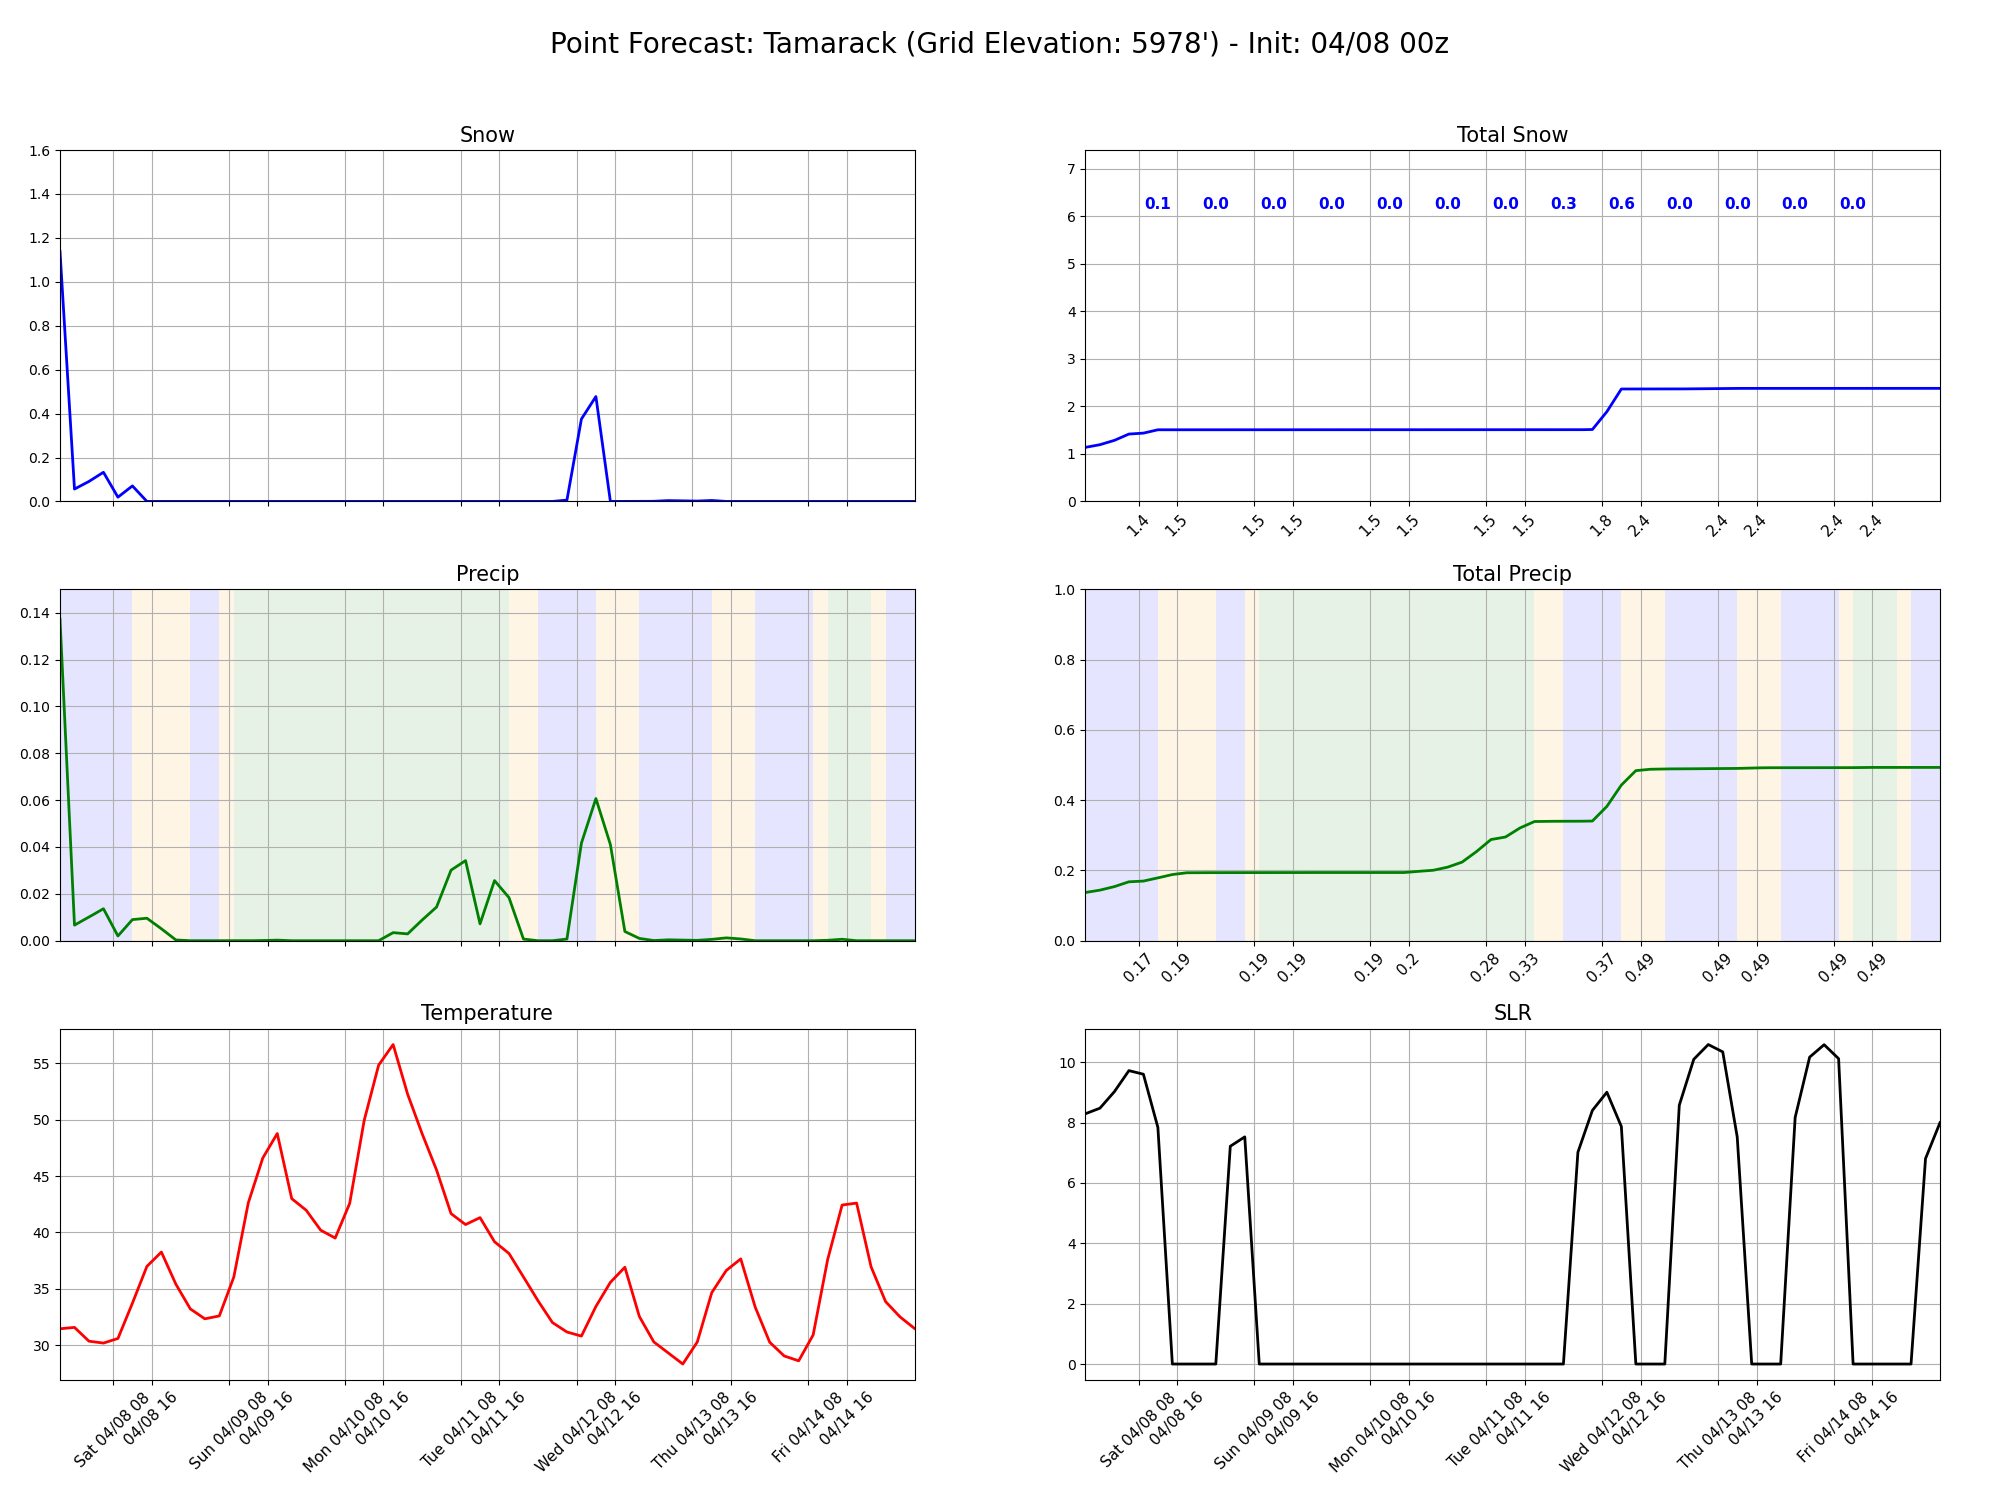 Point Forecast: Tamarack (Grid Elevation: 5978') - Init: 04/08 00z
Snow
1.6
1.4
1.2
1.0
0.8
0.6
0.4
0.2
0.0
Total Snow
7
6
5
4
3
2
1
0
0.1 0.0 0.0 0.0 0.0 0.0 0.0 0.3 0.6 0.0 0.0 0.0 0.0
1.4 1.5 1.5 1.5 1.5 1.5 1.5 1.5 1.8 2.4 2.4 2.4 2.4 2.4
Precip
0.14
0.12
0.10
0.08
0.06
0.04
0.02
0.00
Total Precip
1.0
0.8
0.6
0.4
0.2
0.0
0.17 0.19 0.19 0.19 0.19 0.2 0.28 0.33 0.37 0.49 0.49 0.49 0.49 0.49
Temperature
55
50
45
40
35
30
Sat 04/08 08
04/08 16
Sun 04/09 08
04/09 16
Mon 04/10 08
04/10 16
Tue 04/11 08
04/11 16
Wed 04/12 08
04/12 16
Thu 04/13 08
04/13 16
Fri 04/14 08
04/14 16
SLR
10
8
6
4
2
0
Sat 04/08 08
04/08 16
Sun 04/09 08
04/09 16
Mon 04/10 08
04/10 16
Tue 04/11 08
04/11 16
Wed 04/12 08
04/12 16
Thu 04/13 08
04/13 16
Fri 04/14 08
04/14 16